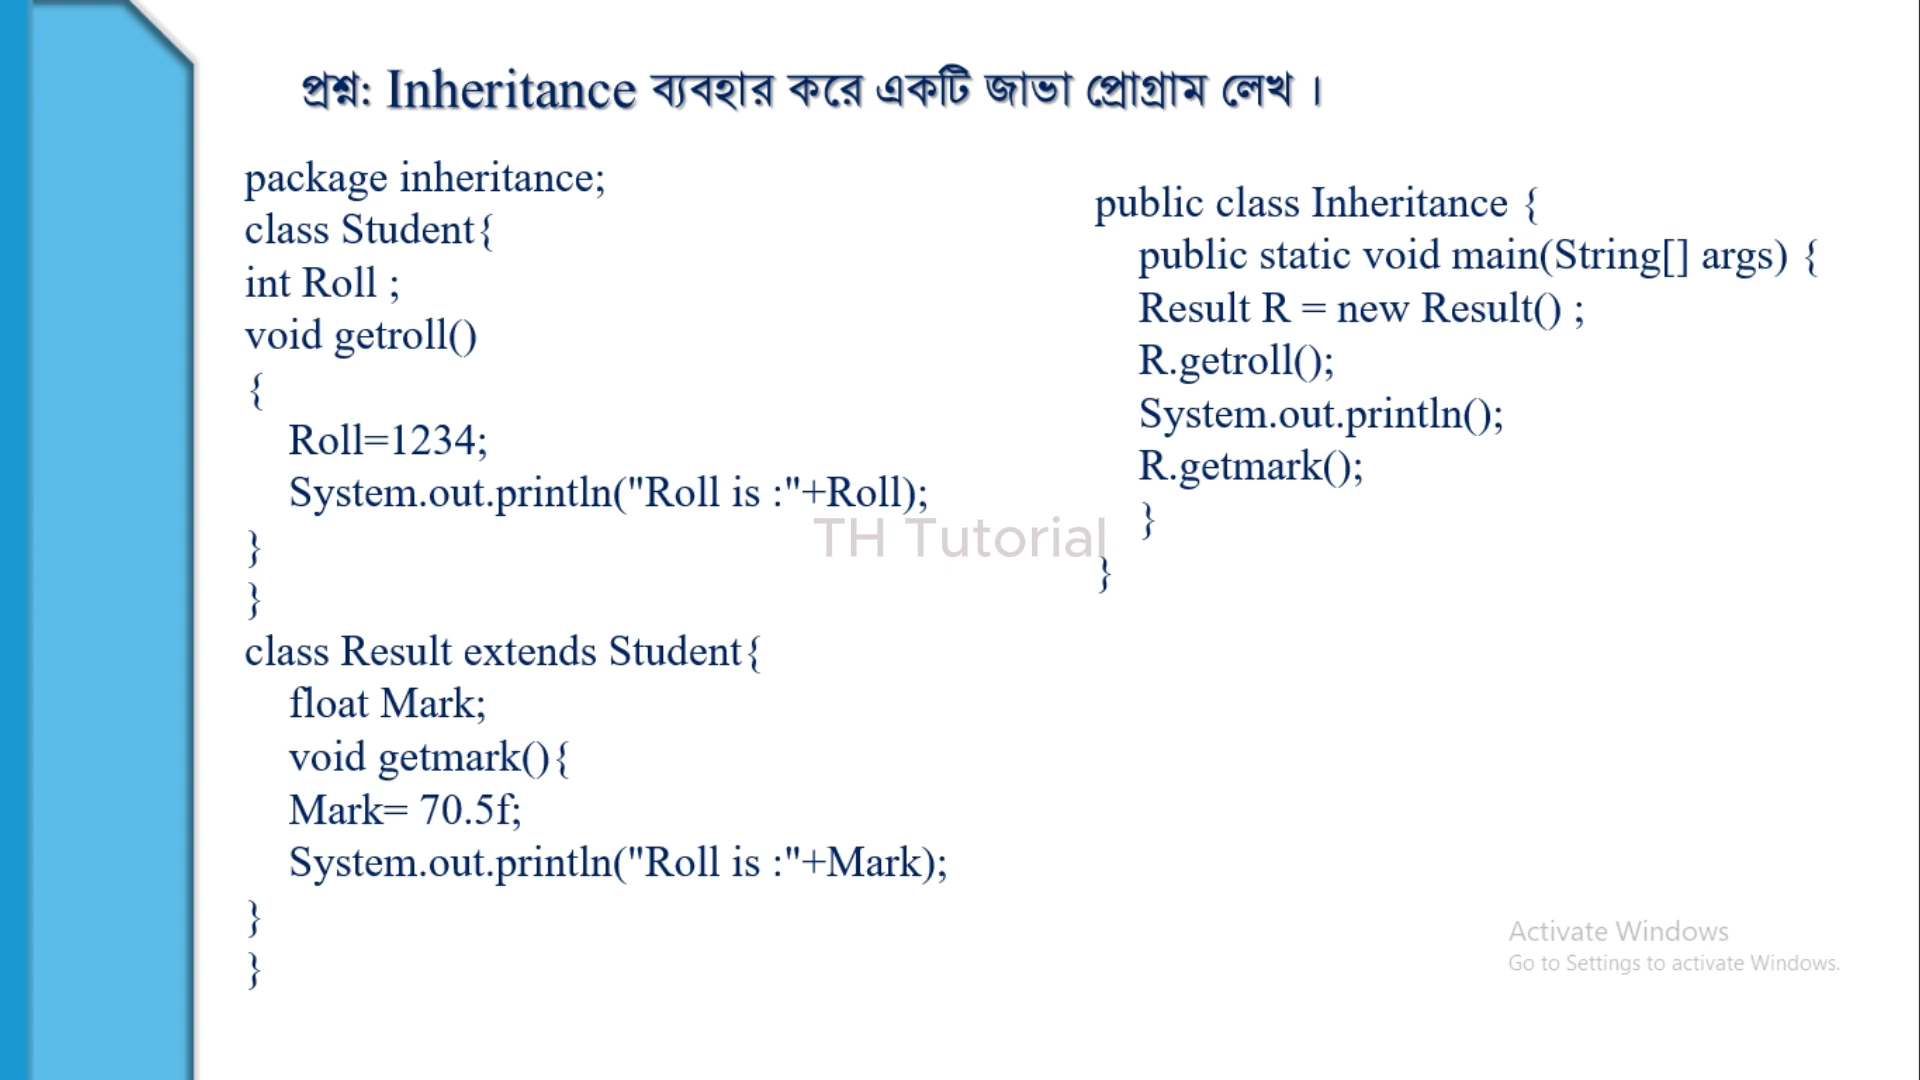 প্রশ্ন: Inheritance ব্যবহার করে একটি জাভা প্রোগ্রাম লেখ ।
package inheritance;
class Student{
int Roll ;
void getroll()
{
Roll=1234;
System.out.println("Roll is :"+Roll);
}
}
class Result extends Student{
float Mark;
void getmark(){
Mark= 70.5f;
System.out.println("Roll is :"+Mark);
}
}
public class Inheritance {
public static void main(String[] args) {
Result R = new Result() ;
R.getroll();
System.out.println();
R.getmark();
}
}
TH Tutorial
Activate Windows
Go to Settings to activate Windows.